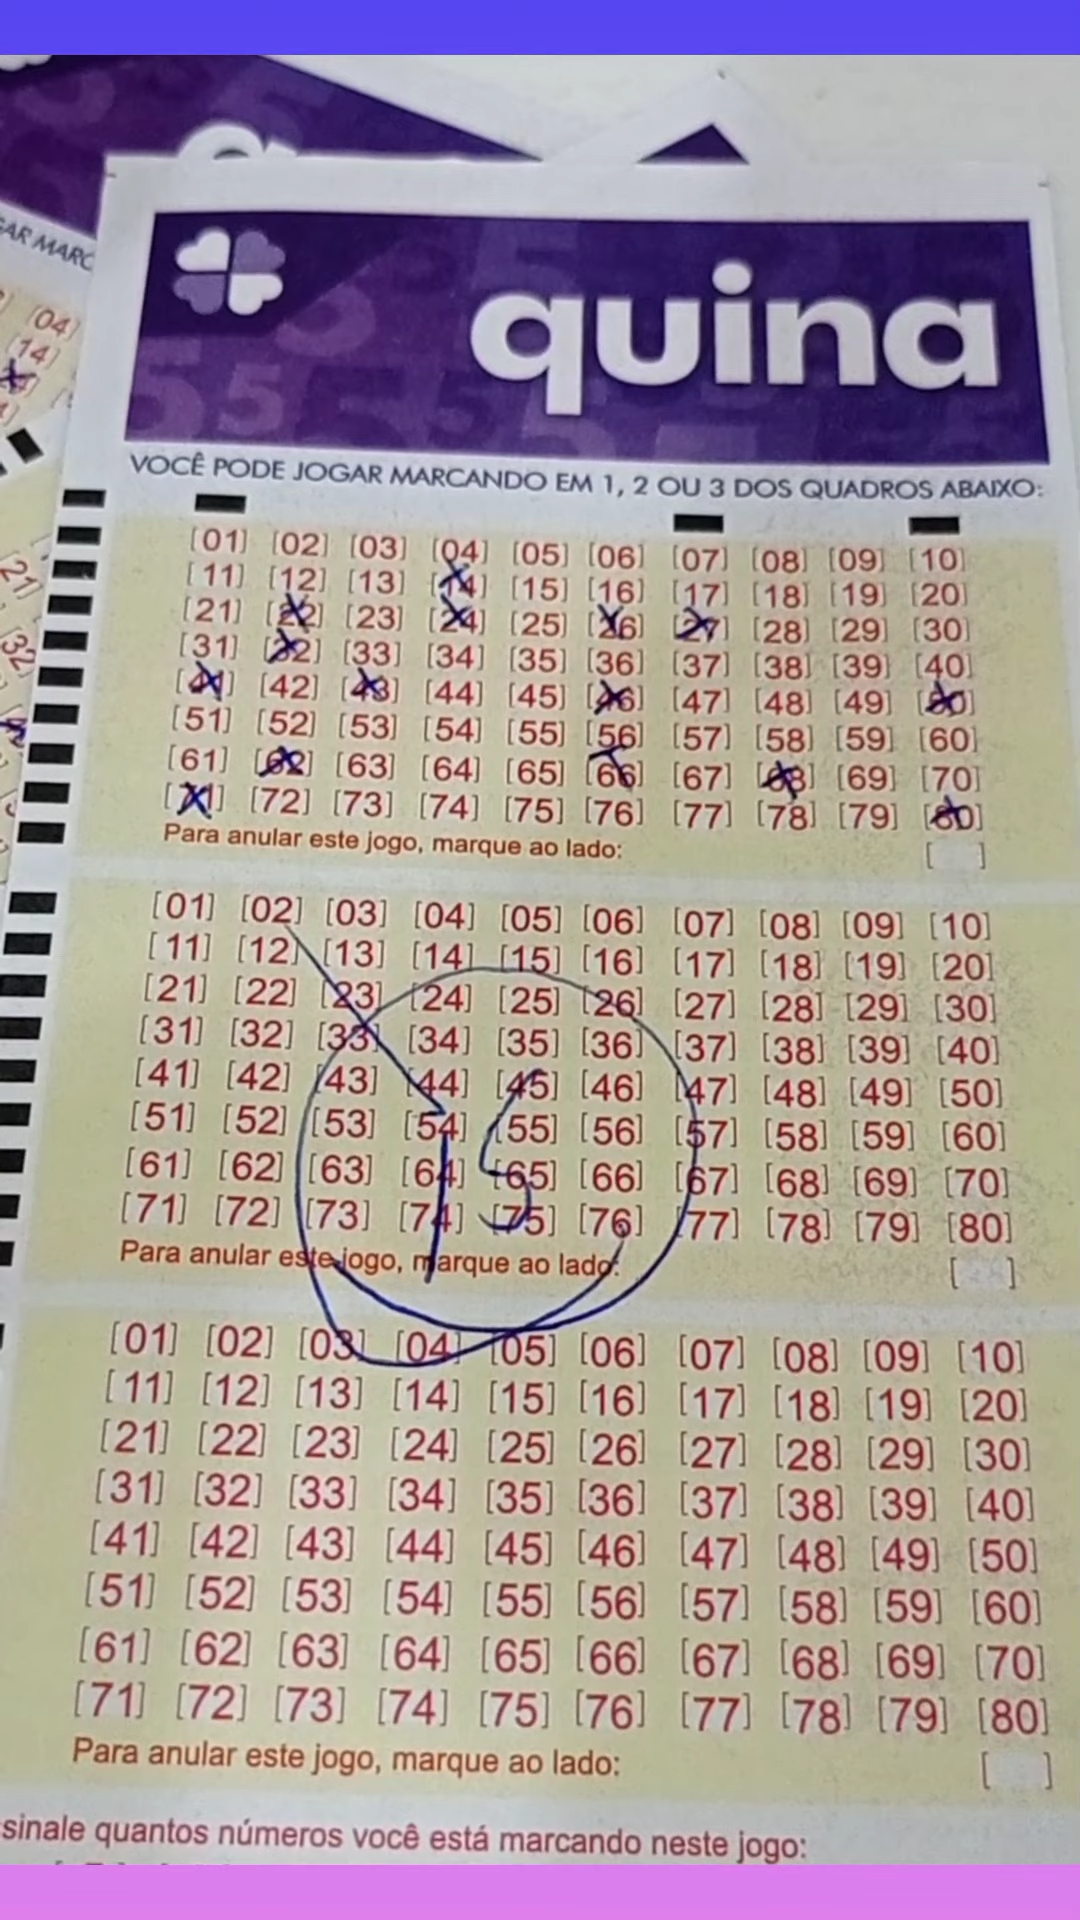 GAR MARC
[04]
[14]
21]
[32
quina
VOCÊ PODE JOGAR MARCANDO EM 1, 2 OU 3 DOS QUADROS ABAIXO:
[01] [02] [03] [04] [05] [06] [07] [08] [09] [10]
[11] [12] [13] [14] [15] [16] [17] [18] [19] [20]
[21] [22] [23] [24] [25] [26] [27] [28] [29] [30]
[31] [32] [33] [34] [35] [36] [37] [38] [39] [40]
[41] [42] [43] [44] [45] [46] [47] [48] [49] [50]
[51] [52] [53] [54] [55] [56] [57] [58] [59] [60]
[61] [62] [63] [64] [65] [66] [67] [68] [69] [70]
[71] [72] [73] [74] [75] [76] [77] [78] [79] [80]
Para anular este jogo, marque ao lado: [ ]
[01] [02] [03] [04] [05] [06] [07] [08] [09] [10]
[11] [12] [13] [14] [15] [16] [17] [18] [19] [20]
[21] [22] [23] [24] [25] [26] [27] [28] [29] [30]
[31] [32] [33] [34] [35] [36] [37] [38] [39] [40]
[41] [42] [43] [44] [45] [46] [47] [48] [49] [50]
[51] [52] [53] [54] [55] [56] [57] [58] [59] [60]
[61] [62] [63] [64] [65] [66] [67] [68] [69] [70]
[71] [72] [73] [74] [75] [76] [77] [78] [79] [80]
15
Para anular este jogo, marque ao lado: [ ]
[01] [02] [03] [04] [05] [06] [07] [08] [09] [10]
[11] [12] [13] [14] [15] [16] [17] [18] [19] [20]
[21] [22] [23] [24] [25] [26] [27] [28] [29] [30]
[31] [32] [33] [34] [35] [36] [37] [38] [39] [40]
[41] [42] [43] [44] [45] [46] [47] [48] [49] [50]
[51] [52] [53] [54] [55] [56] [57] [58] [59] [60]
[61] [62] [63] [64] [65] [66] [67] [68] [69] [70]
[71] [72] [73] [74] [75] [76] [77] [78] [79] [80]
Para anular este jogo, marque ao lado: [ ]
sinale quantos números você está marcando neste jogo: